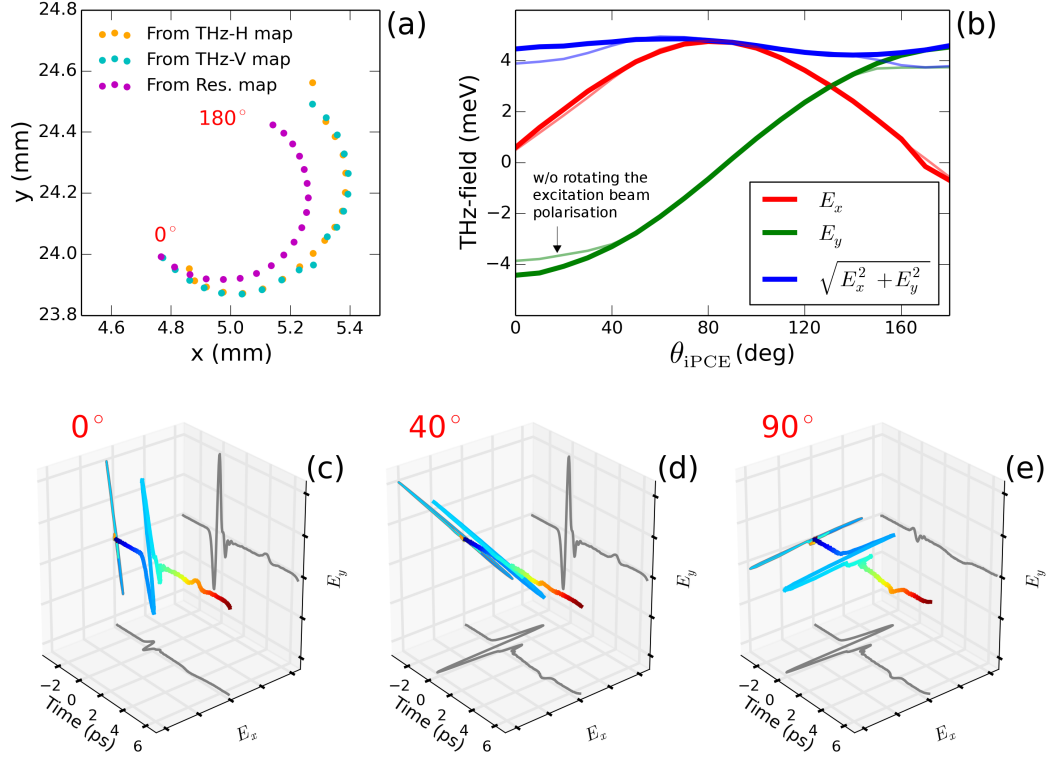 24.8
24.6
24.4
24.2
24.0
23.8
y (mm)
From THz-H map
From THz-V map
From Res. map
180°
0°
(a)
4.6 4.8 5.0 5.2 5.4
x (mm)
THz-field (meV)
4
2
0
−2
−4
(b)
w/o rotating the
excitation beam
polarisation
E_x
E_y
√E_x^2 + E_y^2
0 40 80 120 160
θ_iPCE (deg)
0°
(c)
E_y
−2 0 2 4 6
Time (ps)
E_x
40°
(d)
E_y
−2 0 2 4 6
Time (ps)
E_x
90°
(e)
E_y
−2 0 2 4 6
Time (ps)
E_x